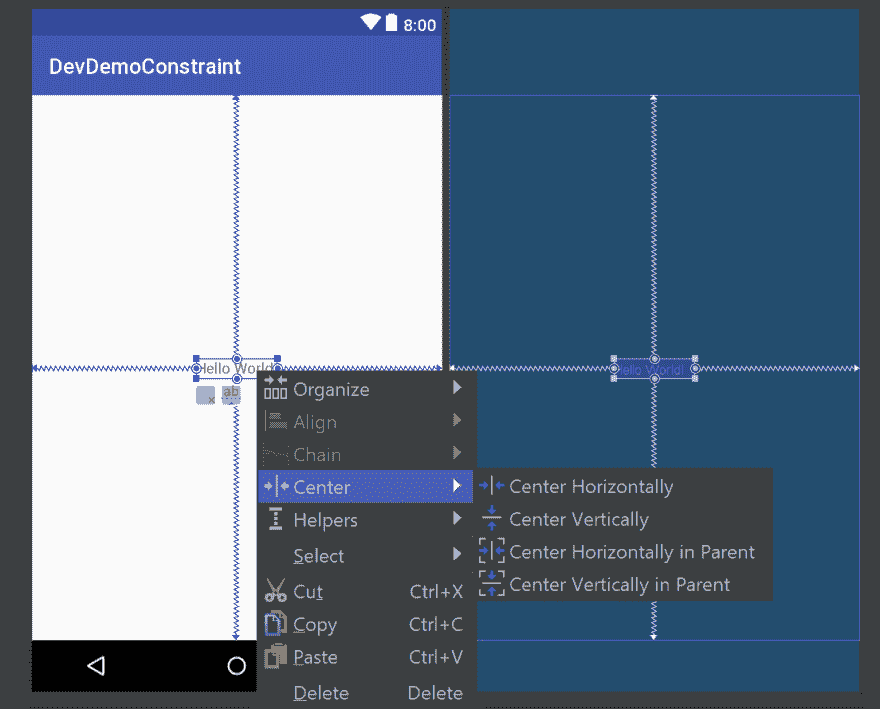 8:00
DevDemoConstraint
Hello World
Hello World!
ab
Organize
Align
Chain
Center
Center Horizontally
Helpers
Center Vertically
Select
Center Horizontally in Parent
Cut Ctrl+X
Center Vertically in Parent
Copy Ctrl+C
Paste Ctrl+V
Delete Delete